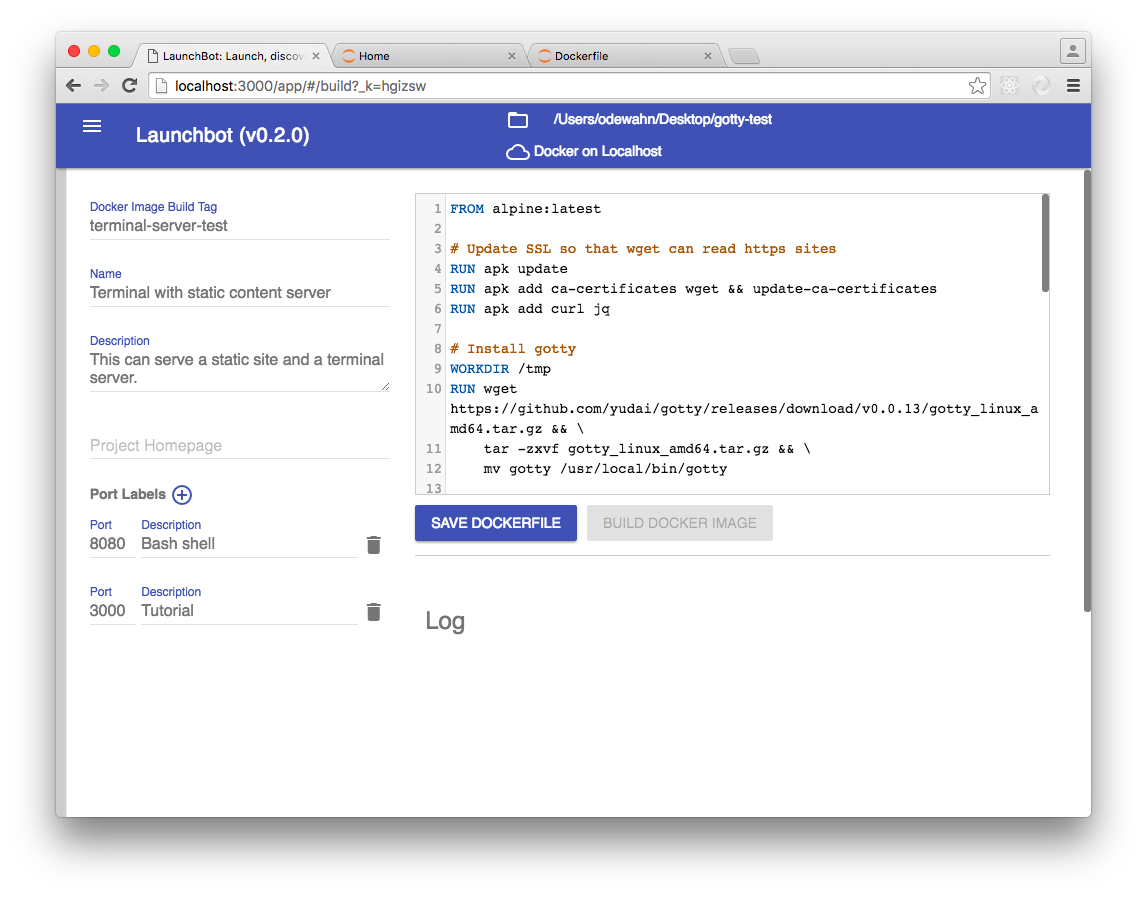 LaunchBot: Launch, discov
Home
Dockerfile
localhost:3000/app/#/build?_k=hgizsw
Launchbot (v0.2.0)
/Users/odewahn/Desktop/gotty-test
Docker on Localhost
Docker Image Build Tag
terminal-server-test
Name
Terminal with static content server
Description
This can serve a static site and a terminal
server.
Project Homepage
Port Labels
Port Description
8080 Bash shell
Port Description
3000 Tutorial
1 FROM alpine:latest
2
3 # Update SSL so that wget can read https sites
4 RUN apk update
5 RUN apk add ca-certificates wget && update-ca-certificates
6 RUN apk add curl jq
7
8 # Install gotty
9 WORKDIR /tmp
10 RUN wget
https://github.com/yudai/gotty/releases/download/v0.0.13/gotty_linux_a
md64.tar.gz && \
11 tar -zxvf gotty_linux_amd64.tar.gz && \
12 mv gotty /usr/local/bin/gotty
13
SAVE DOCKERFILE
BUILD DOCKER IMAGE
Log